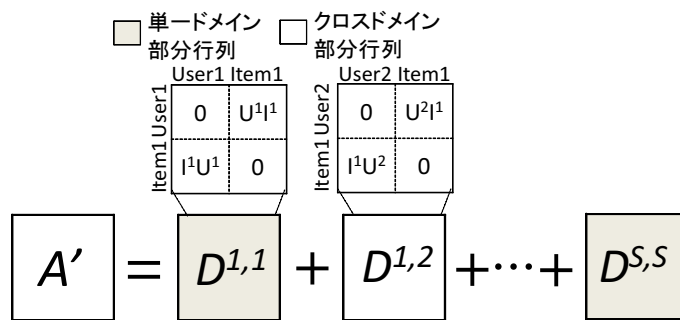 単一ドメイン
部分行列
クロスドメイン
部分行列
User1 Item1
Item1 User1
0 U¹I¹
I¹U¹ 0
User2 Item1
Item1 User2
0 U²I¹
I¹U² 0
A' = D¹,¹ + D¹,² +⋯+ Dˢ,ˢ